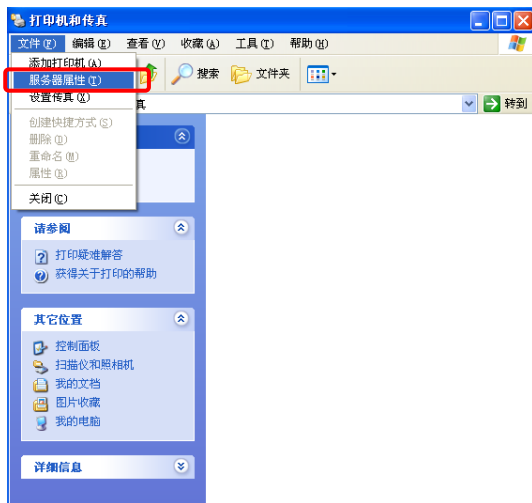 打印机和传真
文件(F) 编辑(E) 查看(V) 收藏(A) 工具(T) 帮助(H)
添加打印机(A)
服务器属性(T)
搜索 文件夹
设置传真(X)
真
转到
创建快捷方式(S)
删除(D)
重命名(M)
属性(R)
关闭(C)
请参阅
打印疑难解答
获得关于打印的帮助
其它位置
控制面板
扫描仪和照相机
我的文档
图片收藏
我的电脑
详细信息